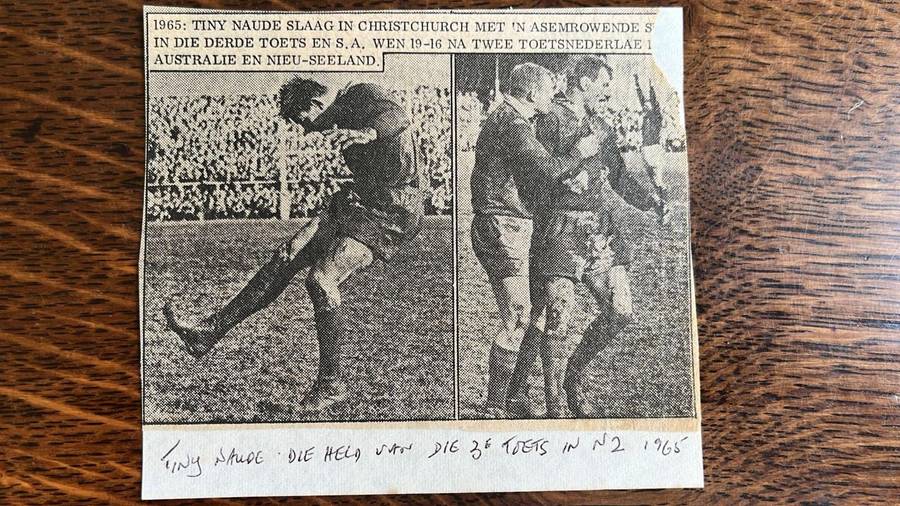 1965: TINY NAUDE SLAAG IN CHRISTCHURCH MET 'N ASEMROWENDE
IN DIE DERDE TOETS EN S.A. WEN 19-16 NA TWEE TOETSNEDERLAE
AUSTRALIE EN NIEU-SEELAND.
TINY NAUDE · DIE HELD VAN DIE 3E TOETS IN NZ 1965